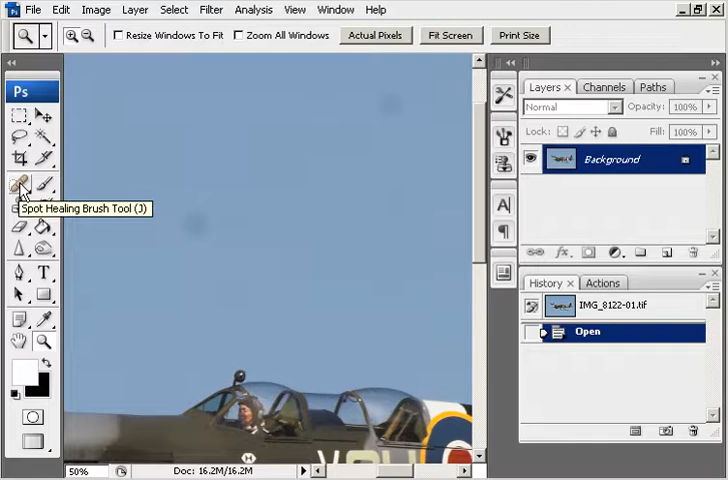 Ps File Edit Image Layer Select Filter Analysis View Window Help
Resize Windows To Fit Zoom All Windows Actual Pixels Fit Screen Print Size
Ps
Layers × Channels Paths
Normal Opacity: 100%
Lock: Fill: 100%
Background
Spot Healing Brush Tool (J)
A
T
History × Actions
IMG_8122-01.tif
Open
50% Doc: 16.2M/16.2M